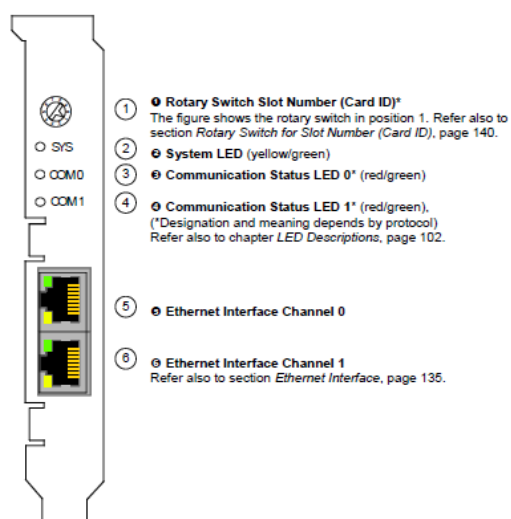 1 ❶ Rotary Switch Slot Number (Card ID)*
The figure shows the rotary switch in position 1. Refer also to
section Rotary Switch for Slot Number (Card ID), page 140.
SYS 2 ❷ System LED (yellow/green)
COM0 3 ❸ Communication Status LED 0* (red/green)
COM1 4 ❹ Communication Status LED 1* (red/green),
(*Designation and meaning depends by protocol)
Refer also to chapter LED Descriptions, page 102.
5 ❺ Ethernet Interface Channel 0
6 ❻ Ethernet Interface Channel 1
Refer also to section Ethernet Interface, page 135.